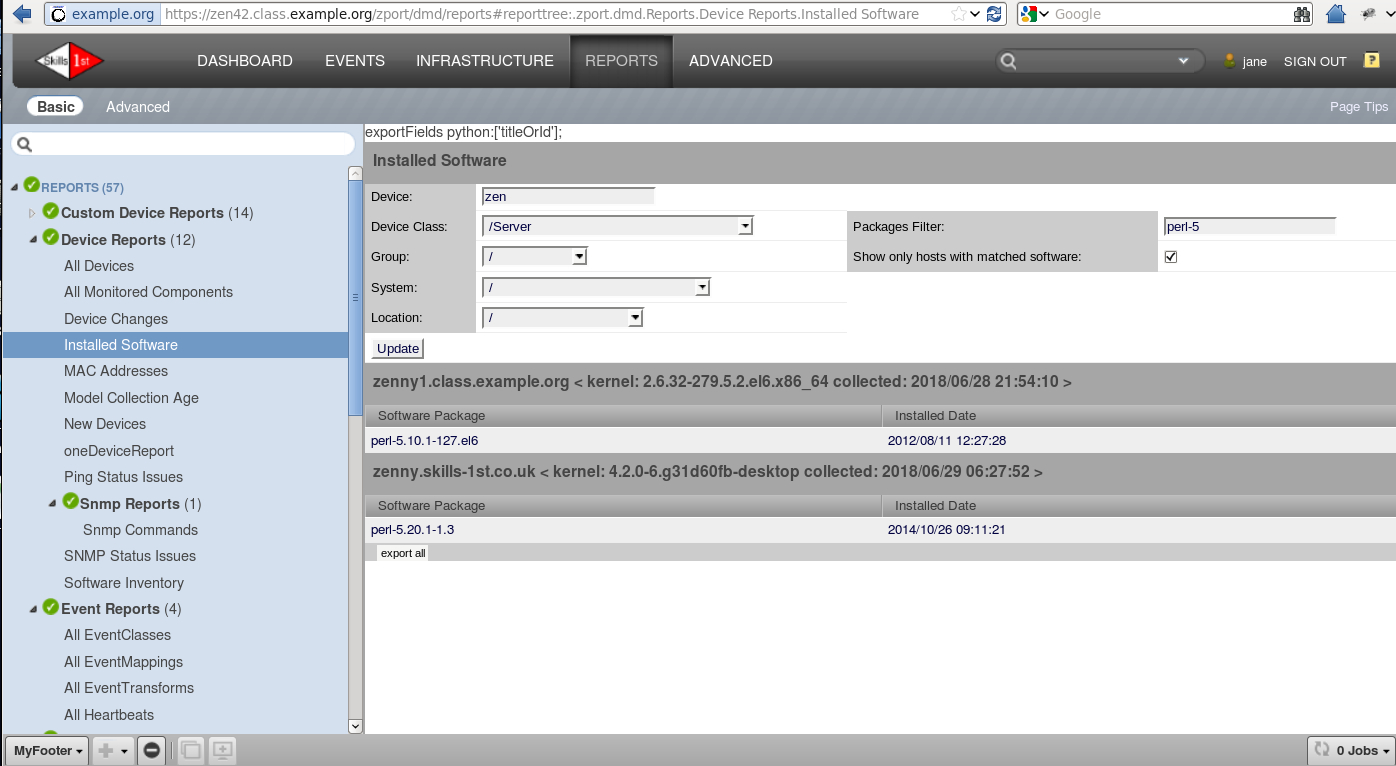 example.org https://zen42.class.example.org/zport/dmd/reports#reporttree:.zport.dmd.Reports.Device Reports.Installed Software Google
Skills 1st DASHBOARD EVENTS INFRASTRUCTURE REPORTS ADVANCED jane SIGN OUT ?
Basic Advanced Page Tips
exportFields python:['titleOrId'];
REPORTS (57)
Custom Device Reports (14)
Device Reports (12)
All Devices
All Monitored Components
Device Changes
Installed Software
MAC Addresses
Model Collection Age
New Devices
oneDeviceReport
Ping Status Issues
Snmp Reports (1)
Snmp Commands
SNMP Status Issues
Software Inventory
Event Reports (4)
All EventClasses
All EventMappings
All EventTransforms
All Heartbeats
Installed Software
Device: zen
Device Class: /Server Packages Filter: perl-5
Group: / Show only hosts with matched software:
System: /
Location: /
Update
zenny1.class.example.org < kernel: 2.6.32-279.5.2.el6.x86_64 collected: 2018/06/28 21:54:10 >
Software Package Installed Date
perl-5.10.1-127.el6 2012/08/11 12:27:28
zenny.skills-1st.co.uk < kernel: 4.2.0-6.g31d60fb-desktop collected: 2018/06/29 06:27:52 >
Software Package Installed Date
perl-5.20.1-1.3 2014/10/26 09:11:21
export all
MyFooter 0 Jobs